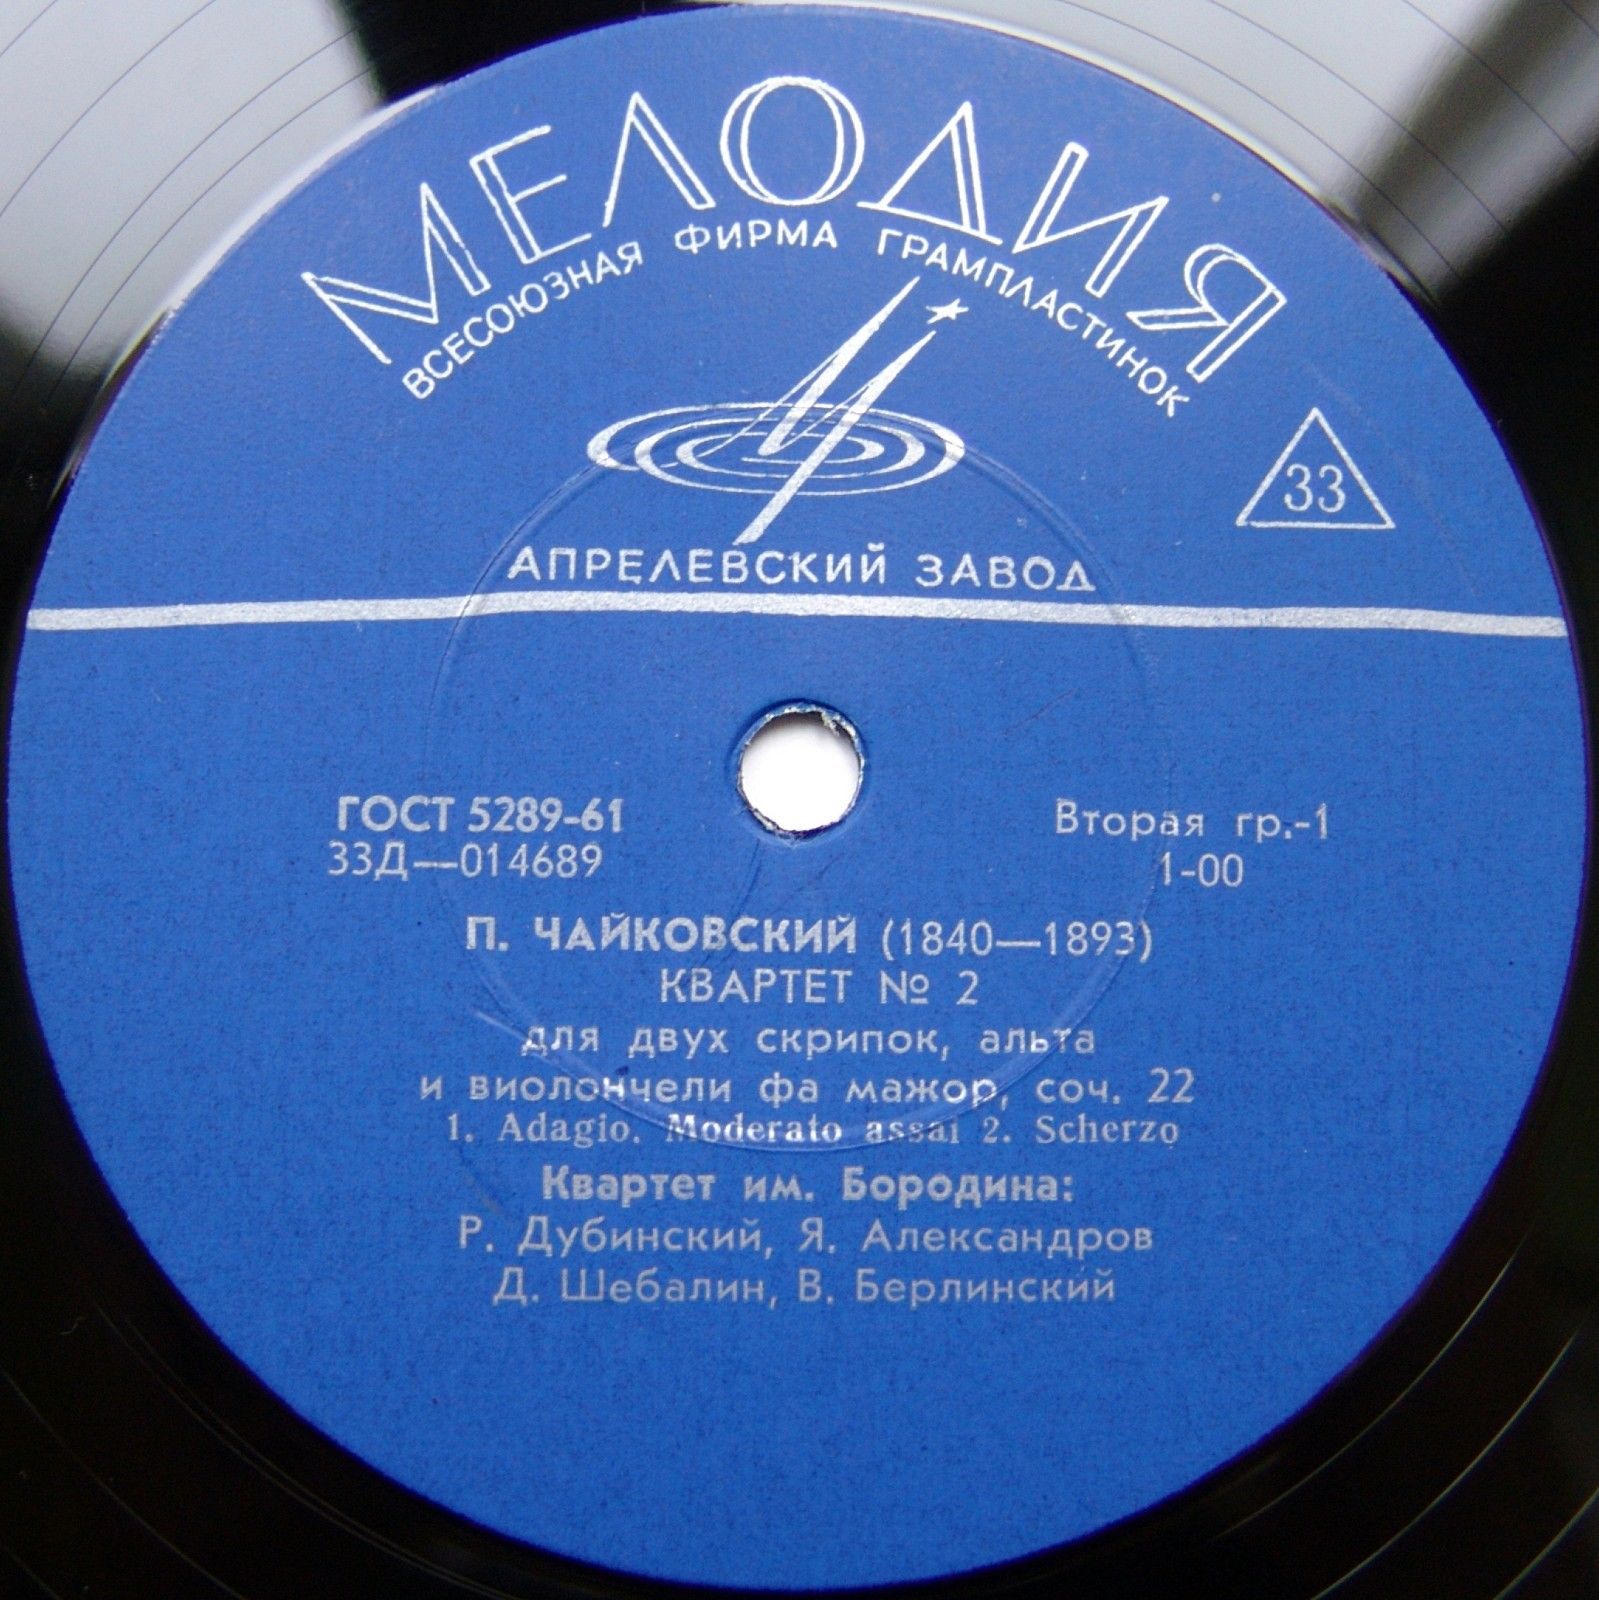 МЕЛОДИЯ
ВСЕСОЮЗНАЯ ФИРМА ГРАМПЛАСТИНОК
33
АПРЕЛЕВСКИЙ ЗАВОД
ГОСТ 5289-61
33Д—014689
Вторая гр.-1
1-00
П. ЧАЙКОВСКИЙ (1840—1893)
КВАРТЕТ № 2
для двух скрипок, альта
и виолончели фа мажор, соч. 22
1. Adagio. Moderato assai 2. Scherzo
Квартет им. Бородина:
Р. Дубинский, Я. Александров
Д. Шебалин, В. Берлинский